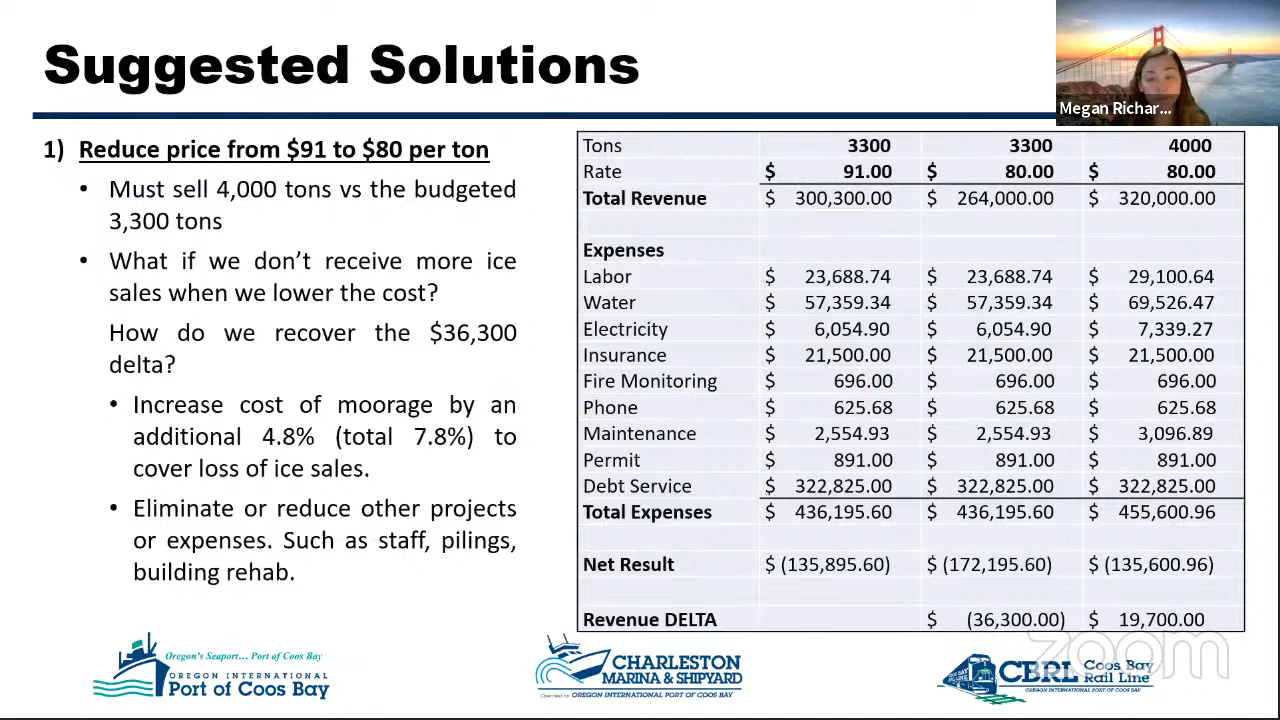 Suggested Solutions
Megan Richar...
1) Reduce price from $91 to $80 per ton
• Must sell 4,000 tons vs the budgeted
3,300 tons
• What if we don’t receive more ice
sales when we lower the cost?
How do we recover the $36,300
delta?
• Increase cost of moorage by an
additional 4.8% (total 7.8%) to
cover loss of ice sales.
• Eliminate or reduce other projects
or expenses. Such as staff, pilings,
building rehab.
Tons 3300 3300 4000
Rate $ 91.00 $ 80.00 $ 80.00
Total Revenue $ 300,300.00 $ 264,000.00 $ 320,000.00
Expenses
Labor $ 23,688.74 $ 23,688.74 $ 29,100.64
Water $ 57,359.34 $ 57,359.34 $ 69,526.47
Electricity $ 6,054.90 $ 6,054.90 $ 7,339.27
Insurance $ 21,500.00 $ 21,500.00 $ 21,500.00
Fire Monitoring $ 696.00 $ 696.00 $ 696.00
Phone $ 625.68 $ 625.68 $ 625.68
Maintenance $ 2,554.93 $ 2,554.93 $ 3,096.89
Permit $ 891.00 $ 891.00 $ 891.00
Debt Service $ 322,825.00 $ 322,825.00 $ 322,825.00
Total Expenses $ 436,195.60 $ 436,195.60 $ 455,600.96
Net Result $ (135,895.60) $ (172,195.60) $ (135,600.96)
Revenue DELTA $ (36,300.00) $ 19,700.00
Oregon's Seaport... Port of Coos Bay
OREGON INTERNATIONAL
Port of Coos Bay
CHARLESTON
MARINA & SHIPYARD
Operated by OREGON INTERNATIONAL PORT OF COOS BAY
CBRL Coos Bay
Rail Line
OREGON INTERNATIONAL PORT OF COOS BAY
zoom